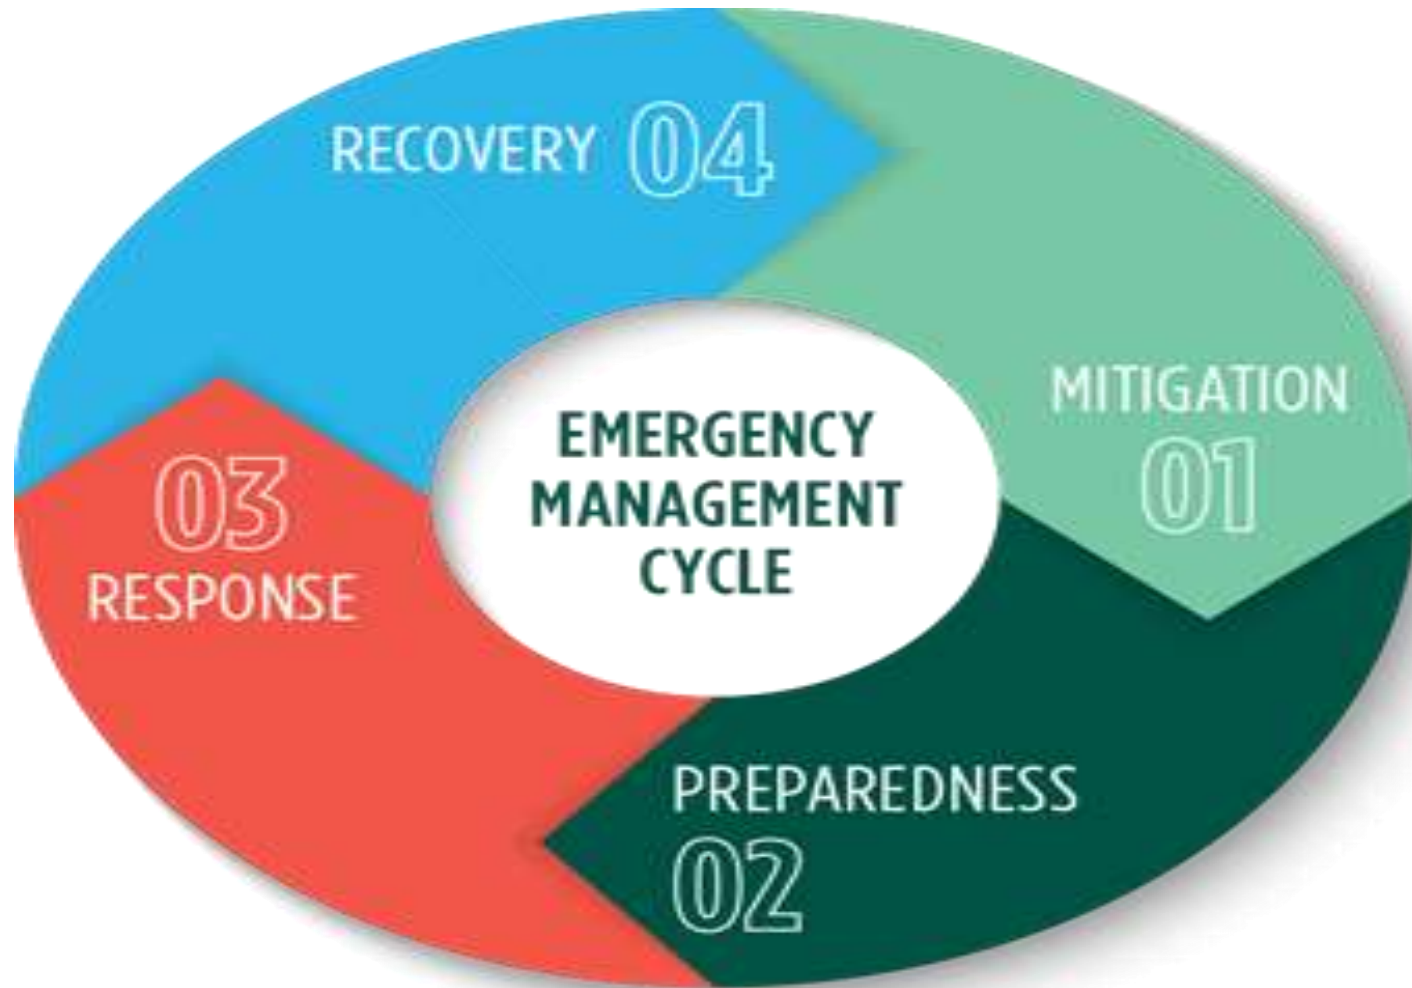 RECOVERY 04
MITIGATION
01
EMERGENCY
MANAGEMENT
CYCLE
03
RESPONSE
PREPAREDNESS
02